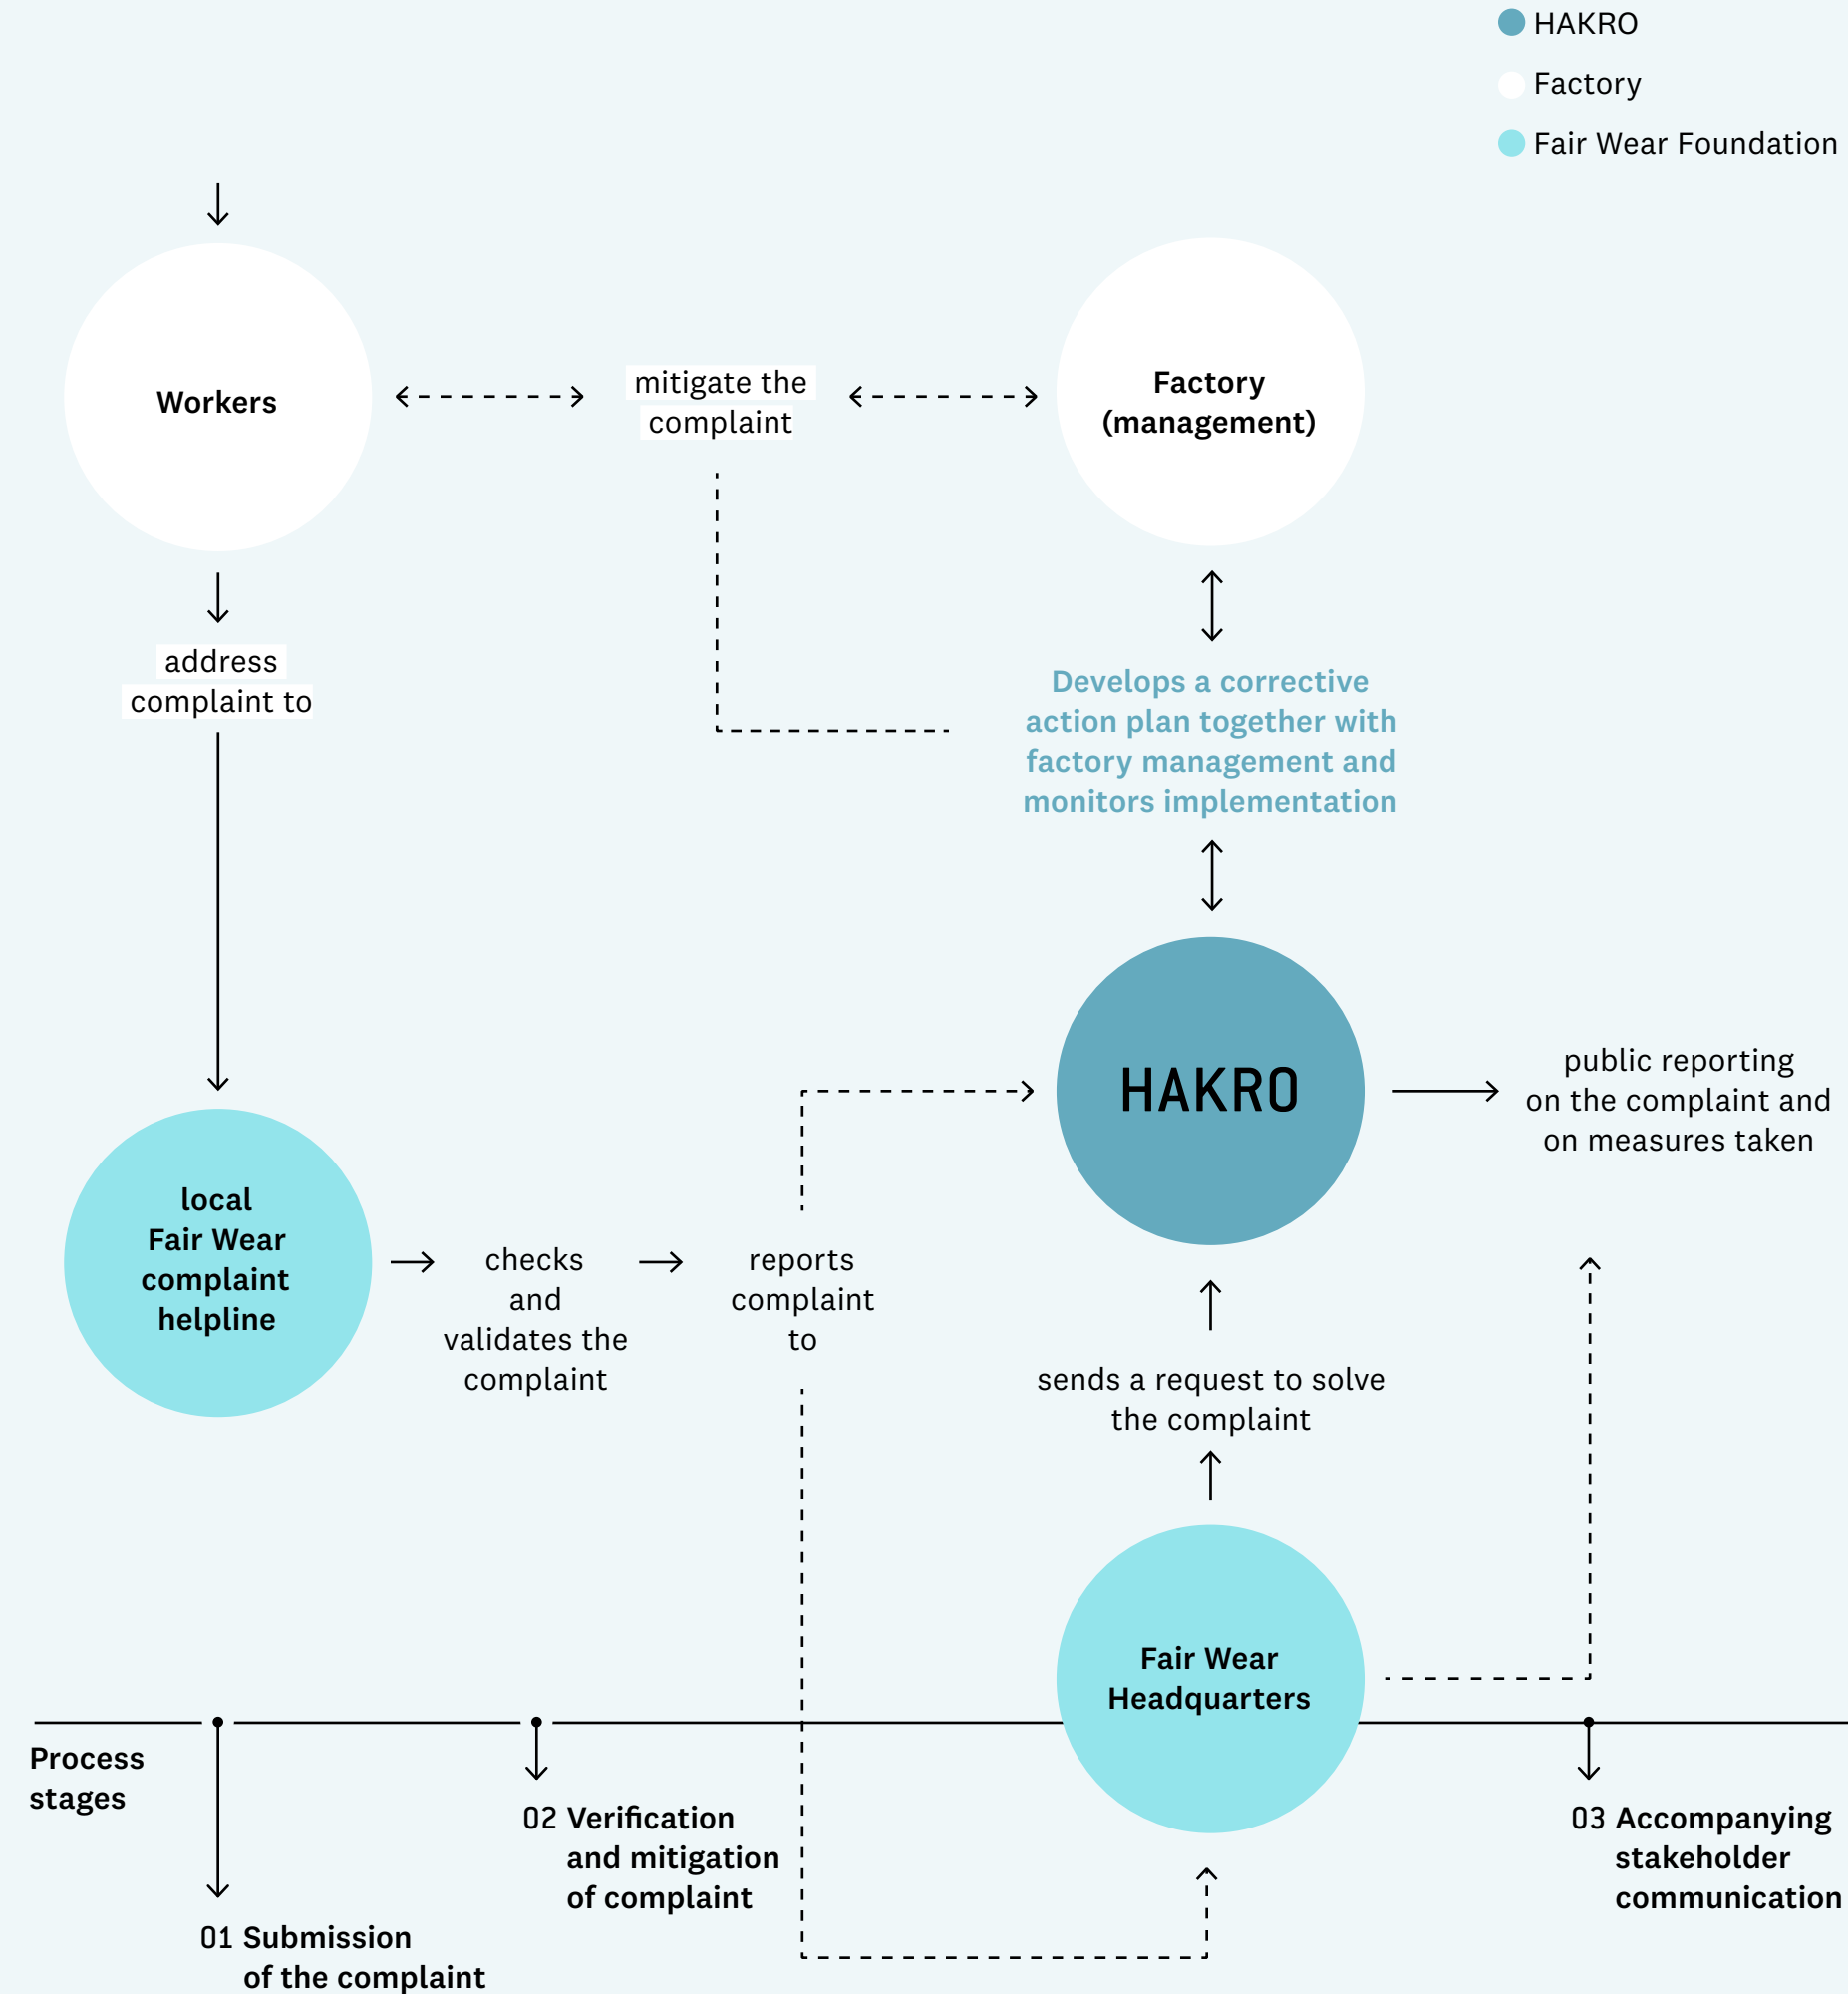 HAKRO
Factory
Fair Wear Foundation
Workers
mitigate the
complaint
Factory
(management)
address
complaint to
Develops a corrective
action plan together with
factory management and
monitors implementation
HAKRO
public reporting
on the complaint and
on measures taken
local
Fair Wear
complaint
helpline
checks
and
validates the
complaint
reports
complaint
to
sends a request to solve
the complaint
Fair Wear
Headquarters
Process
stages
01 Submission
of the complaint
02 Verification
and mitigation
of complaint
03 Accompanying
stakeholder
communication